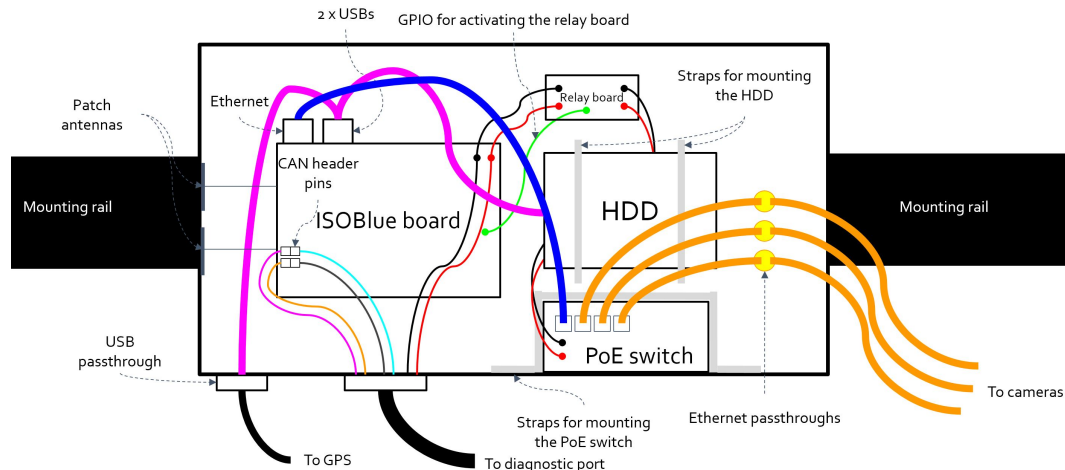 2 x USBs
GPIO for activating the relay board
Straps for mounting
the HDD
Patch
antennas
Ethernet
Relay board
CAN header
pins
ISOBlue board
HDD
Mounting rail
Mounting rail
USB
passthrough
PoE switch
To cameras
Ethernet passthroughs
Straps for mounting
the PoE switch
To GPS
To diagnostic port